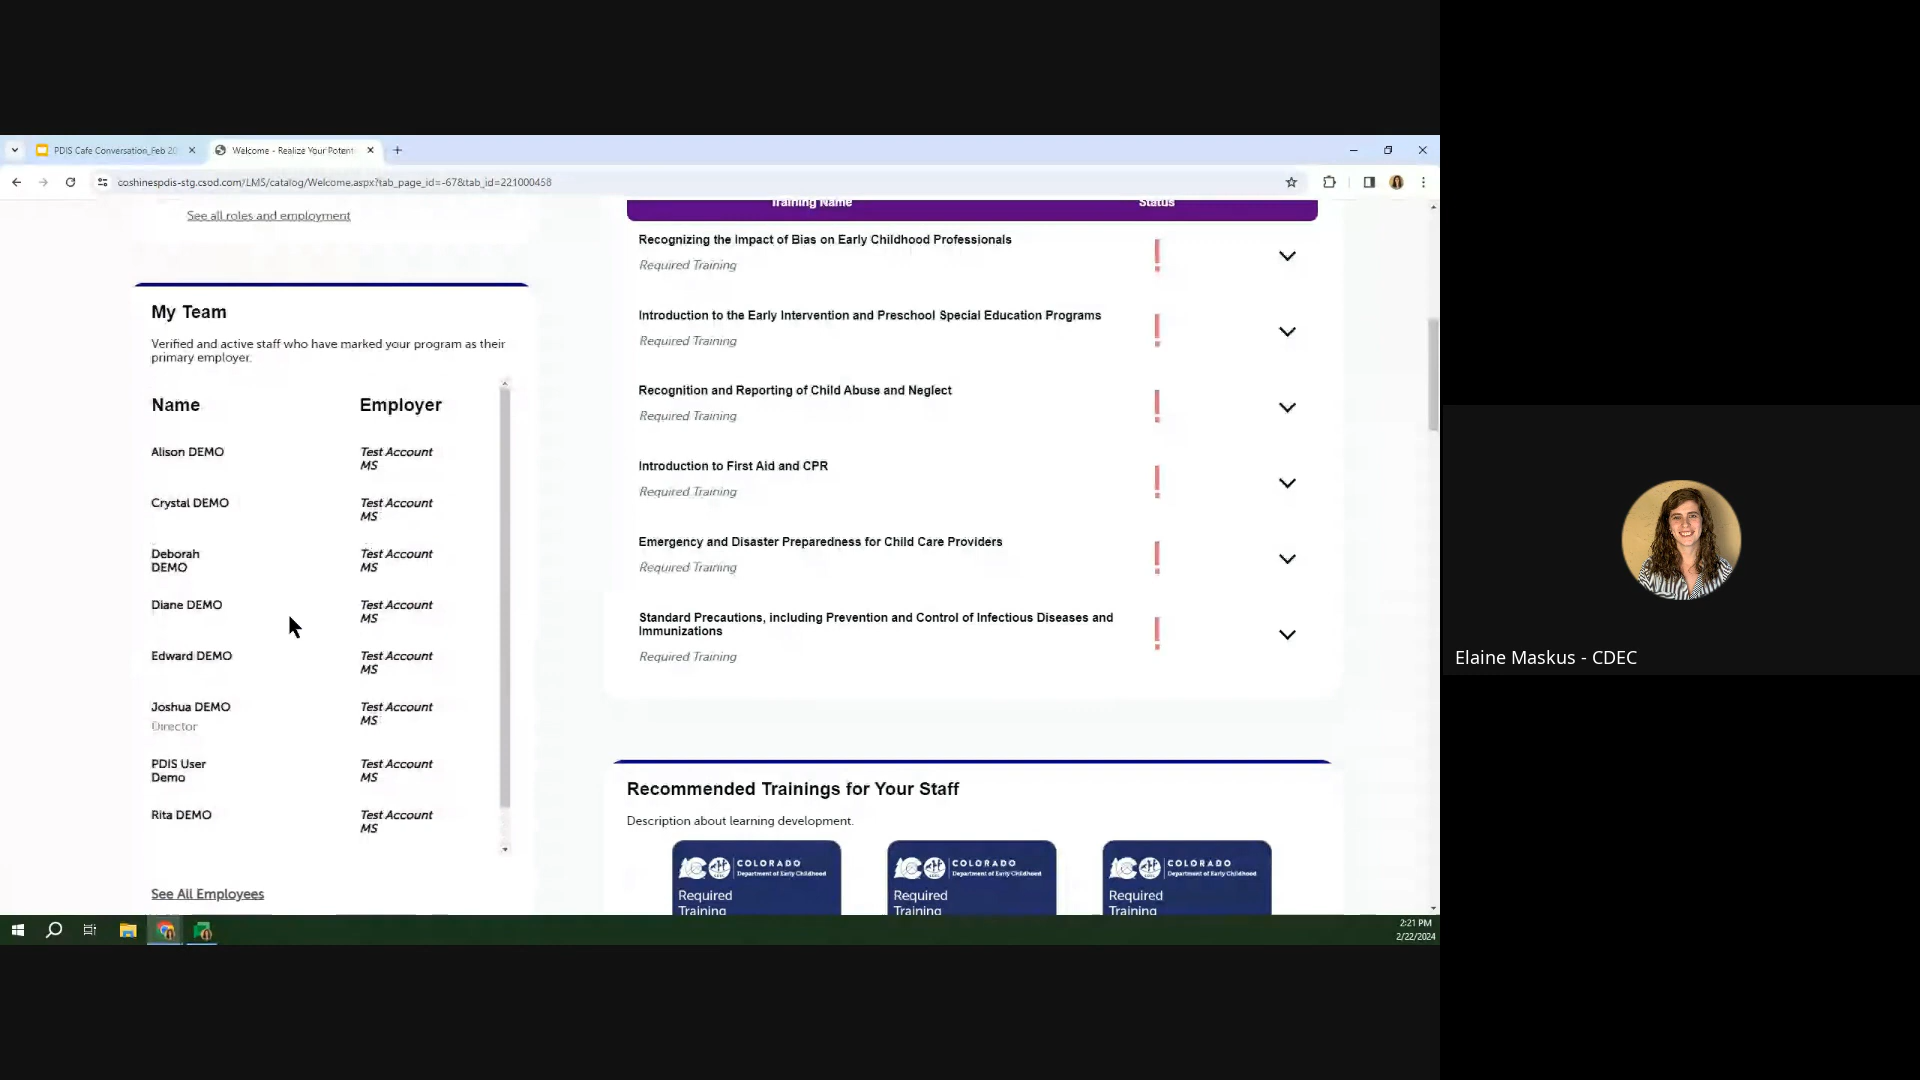 PDIS Cafe Conversation_Feb 20
Welcome - Realize Your Potent
coshinespdis-stg.csod.com/LMS/catalog/Welcome.aspx?tab_page_id=-67&tab_id=221000458
See all roles and employment
My Team
Verified and active staff who have marked your program as their
primary employer.
Name Employer
Alison DEMO Test Account
MS
Crystal DEMO Test Account
MS
Deborah Test Account
DEMO MS
Diane DEMO Test Account
MS
Edward DEMO Test Account
MS
Joshua DEMO Test Account
MS
Director
PDIS User Test Account
Demo MS
Rita DEMO Test Account
MS
See All Employees
Training Name Status
Recognizing the Impact of Bias on Early Childhood Professionals
Required Training
Introduction to the Early Intervention and Preschool Special Education Programs
Required Training
Recognition and Reporting of Child Abuse and Neglect
Required Training
Introduction to First Aid and CPR
Required Training
Emergency and Disaster Preparedness for Child Care Providers
Required Training
Standard Precautions, including Prevention and Control of Infectious Diseases and
Immunizations
Required Training
Recommended Trainings for Your Staff
Description about learning development.
COLORADO
Department of Early Childhood
Required
Training
COLORADO
Department of Early Childhood
Required
Training
COLORADO
Department of Early Childhood
Required
Training
2:21 PM
2/22/2024
Elaine Maskus - CDEC